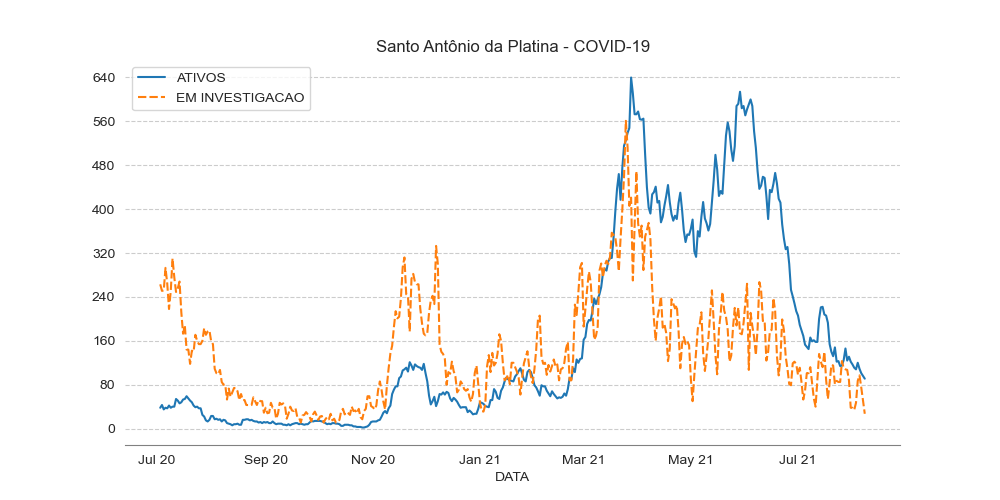 Santo Antônio da Platina - COVID-19
ATIVOS
EM INVESTIGACAO
640
560
480
400
320
240
160
80
0
Jul 20 Sep 20 Nov 20 Jan 21 Mar 21 May 21 Jul 21
DATA